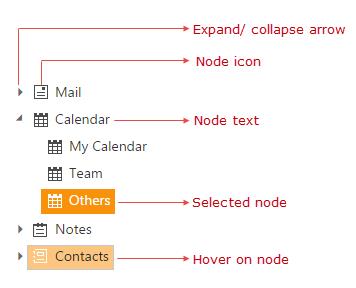 Expand/ collapse arrow
Node icon
Mail
Calendar
Node text
My Calendar
Team
Others
Selected node
Notes
Contacts
Hover on node